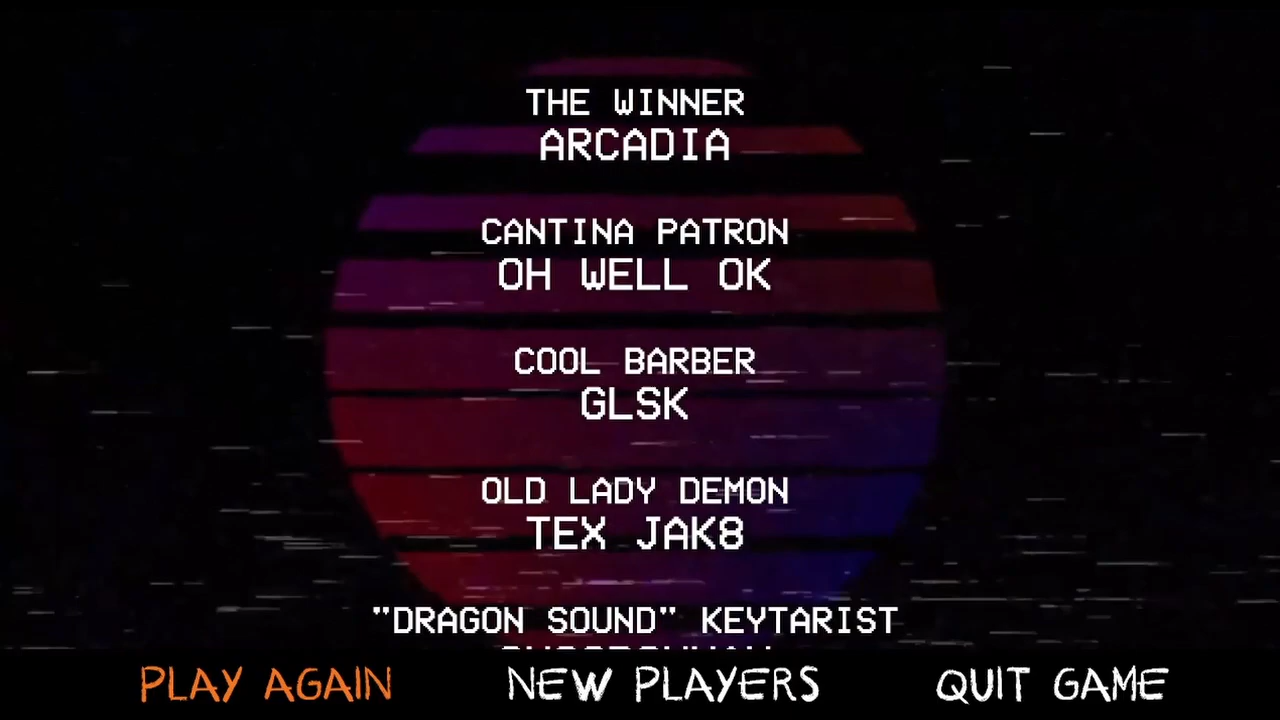 THE WINNER
ARCADIA
CANTINA PATRON
OH WELL OK
COOL BARBER
GLSK
OLD LADY DEMON
TEX JAK8
"DRAGON SOUND" KEYTARIST
PLAY AGAIN NEW PLAYERS QUIT GAME